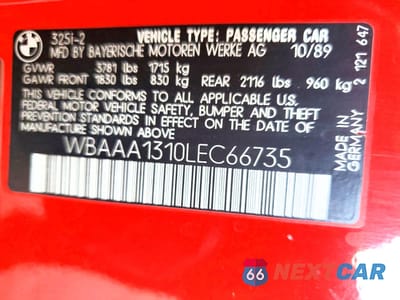 325i-2 VEHICLE TYPE: PASSENGER CAR
MFD BY BAYERISCHE MOTOREN WERKE AG 10/89
GVWR 3781 lbs 1715 kg
GAWR FRONT 1830 lbs 830 kg REAR 2116 lbs 960 kg
THIS VEHICLE CONFORMS TO ALL APPLICABLE
FEDERAL MOTOR VEHICLE SAFETY, BUMPER AND THEFT
PREVENTION STANDARDS IN EFFECT ON THE DATE OF
MANUFACTURE SHOWN ABOVE.
WBAAA1310LEC66735
2 121 647
66 NEXTCAR